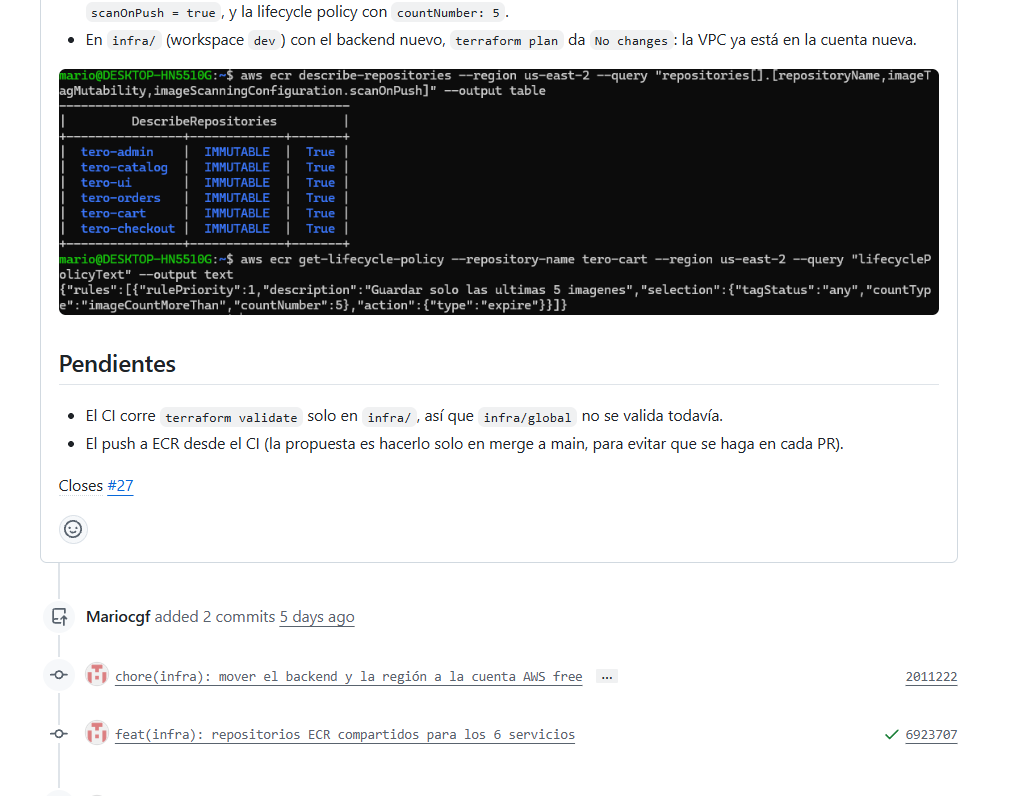 scanOnPush = true, y la lifecycle policy con countNumber: 5.
En infra/ (workspace dev) con el backend nuevo, terraform plan da No changes: la VPC ya está en la cuenta nueva.
mario@DESKTOP-HN5510G:~$ aws ecr describe-repositories --region us-east-2 --query "repositories[].[repositoryName,imageT
agMutability,imageScanningConfiguration.scanOnPush]" --output table
---------------------------------------
|         DescribeRepositories        |
+----------------+-------------+------+
|  tero-admin    |  IMMUTABLE  |  True |
|  tero-catalog  |  IMMUTABLE  |  True |
|  tero-ui       |  IMMUTABLE  |  True |
|  tero-orders   |  IMMUTABLE  |  True |
|  tero-cart     |  IMMUTABLE  |  True |
|  tero-checkout |  IMMUTABLE  |  True |
+----------------+-------------+------+
mario@DESKTOP-HN5510G:~$ aws ecr get-lifecycle-policy --repository-name tero-cart --region us-east-2 --query "lifecycleP
olicyText" --output text
{"rules":[{"rulePriority":1,"description":"Guardar solo las ultimas 5 imagenes","selection":{"tagStatus":"any","countTyp
e":"imageCountMoreThan","countNumber":5},"action":{"type":"expire"}}]}
Pendientes
El CI corre terraform validate solo en infra/, así que infra/global no se valida todavía.
El push a ECR desde el CI (la propuesta es hacerlo solo en merge a main, para evitar que se haga en cada PR).
Closes #27
Mariocgf added 2 commits 5 days ago
chore(infra): mover el backend y la región a la cuenta AWS free ... 2011222
feat(infra): repositorios ECR compartidos para los 6 servicios 6923707